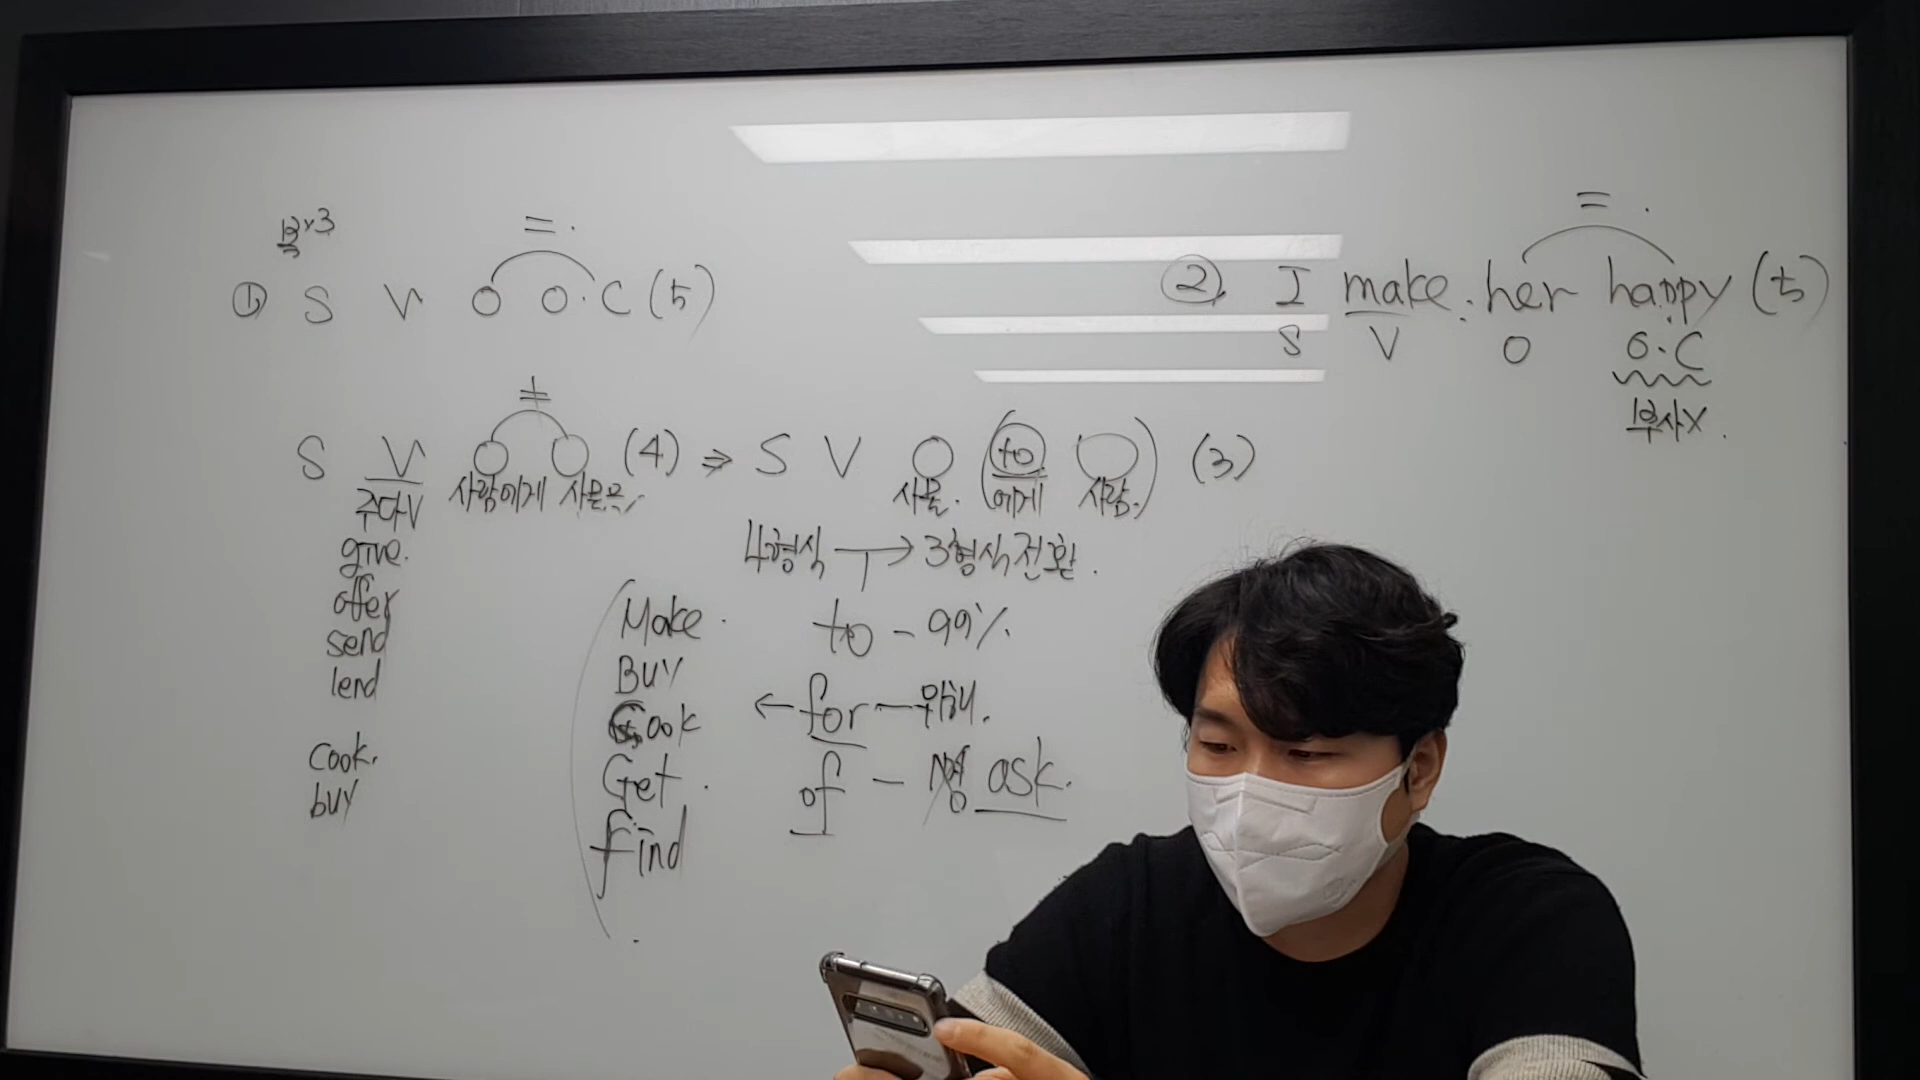 ① S V O O.C (5)
=
② I make her happy (5)
S V O O.C
부사X
=
S V O O (4) ⇒ S V O (to O) (3)
≠
주다V 사람에게 사물을 사물. 에게 사람.
4형식 → 3형식 전환.
give.
offer
send
lend
cook.
buy
Make.
BUY
Cook
Get.
find
to - 99%
← for - 위해.
of - ask.